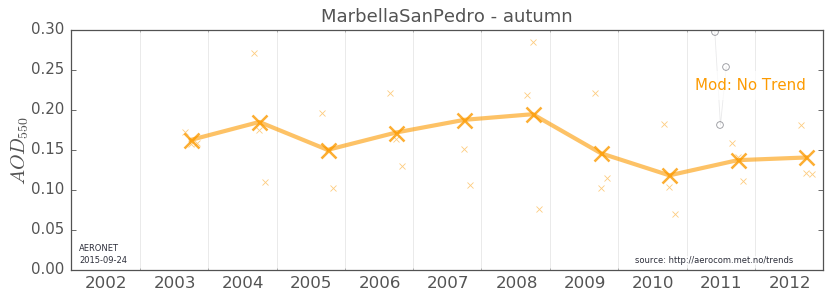 MarbellaSanPedro - autumn
0.30
0.25
0.20
0.15
0.10
0.05
0.00
AOD550
Mod: No Trend
AERONET
2015-09-24
source: http://aerocom.met.no/trends
2002 2003 2004 2005 2006 2007 2008 2009 2010 2011 2012